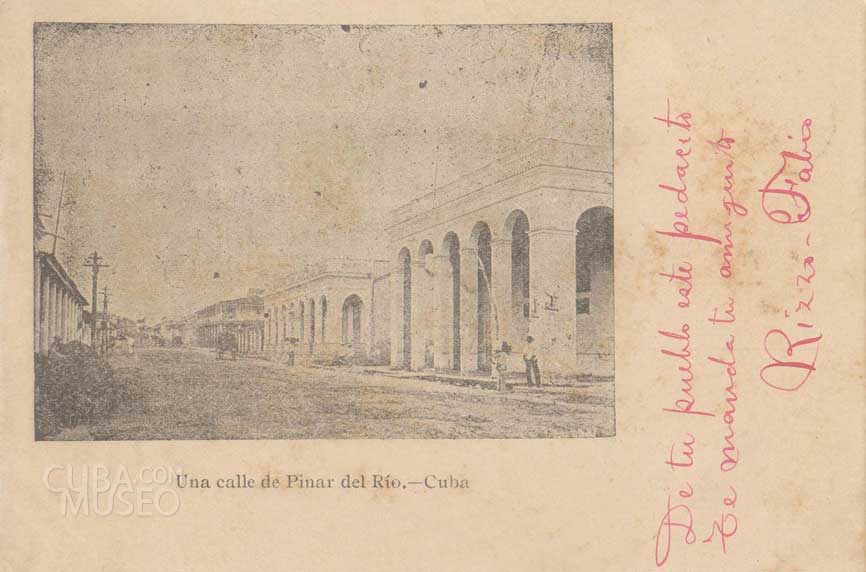 Una calle de Pinar del Río.—Cuba
De tu pueblo este pedacito
Te manda tu amiguito
Rizzo-Fabio
CUBA CON
MUSEO